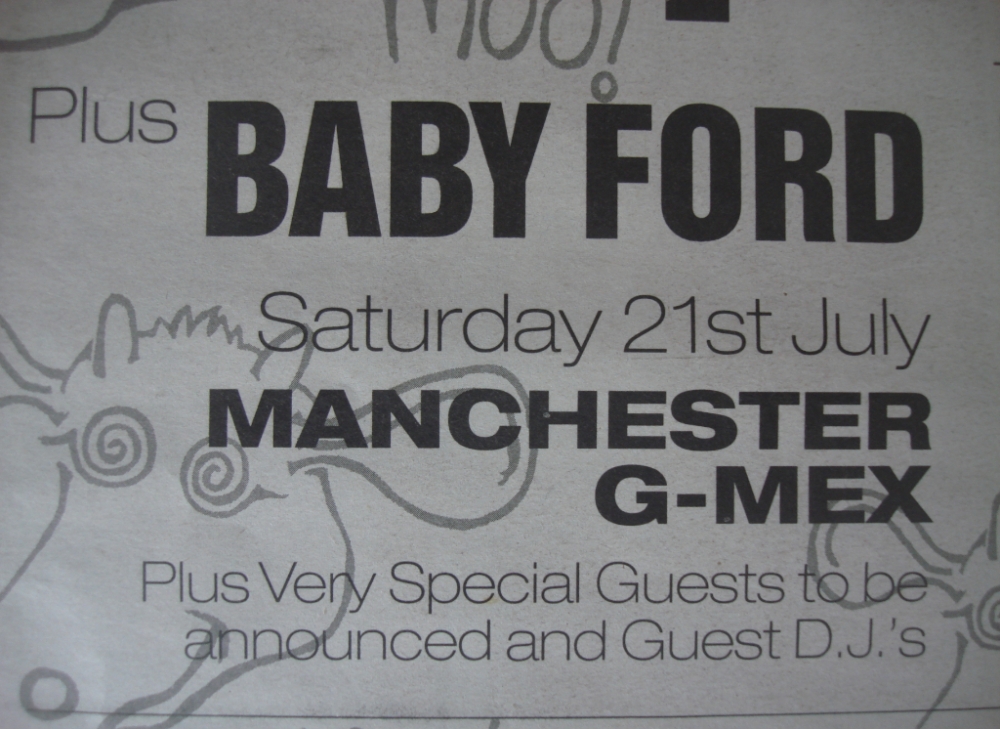 Moo!
Plus BABY FORD
Saturday 21st July
MANCHESTER
G-MEX
Plus Very Special Guests to be
announced and Guest D.J.'s